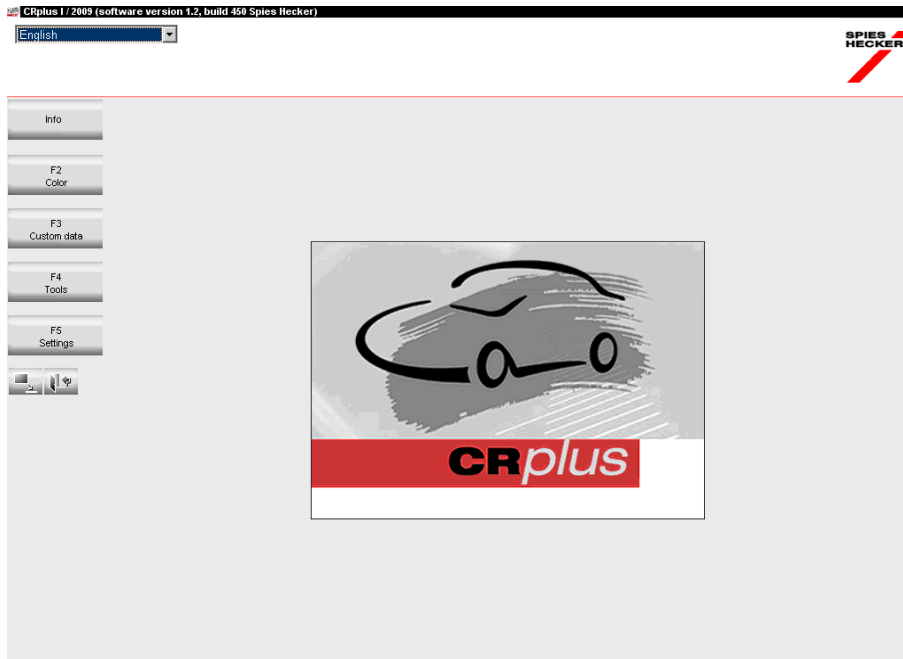 CRplus I / 2009 (software version 1.2, build 450 Spies Hecker)
English
SPIES
HECKER
Info
F2
Color
F3
Custom data
F4
Tools
F5
Settings
CRplus